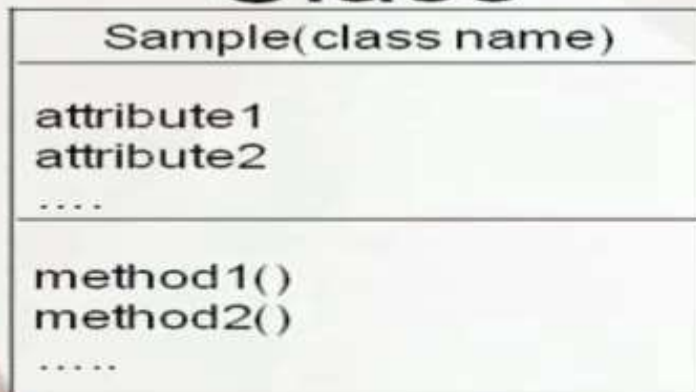 Sample(class name)
attribute1
attribute2
....
method1()
method2()
.....